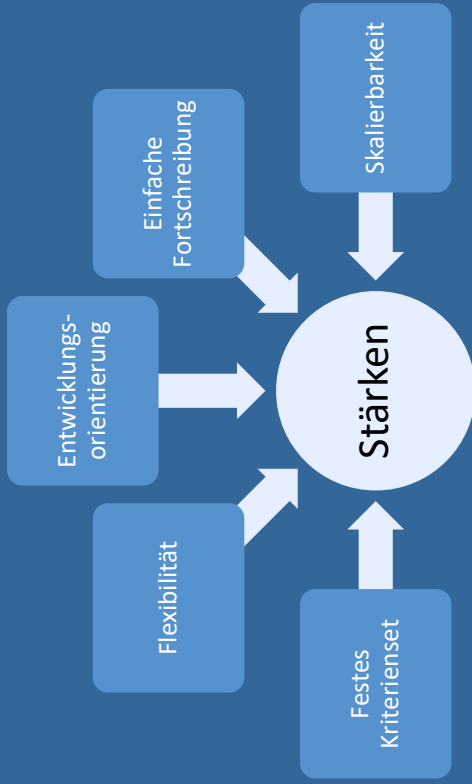 Festes
Kriterienset
Flexibilität
Entwicklungs-
orientierung
Einfache
Fortschreibung
Skalierbarkeit
Stärken